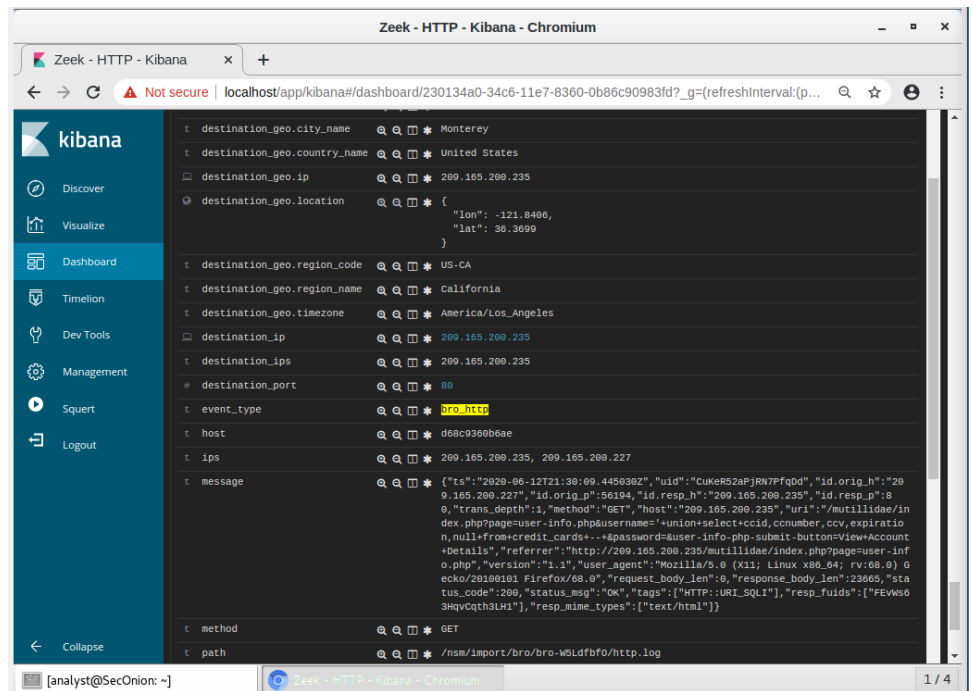 Zeek - HTTP - Kibana - Chromium
Zeek - HTTP - Kibana
Not secure | localhost/app/kibana#/dashboard/230134a0-34c6-11e7-8360-0b86c90983fd?_g=(refreshInterval:(p...
kibana
Discover
Visualize
Dashboard
Timelion
Dev Tools
Management
Squert
Logout
Collapse
t destination_geo.city_name Monterey
t destination_geo.country_name United States
destination_geo.ip 209.165.200.235
destination_geo.location {
"lon": -121.8406,
"lat": 36.3699
}
t destination_geo.region_code US-CA
t destination_geo.region_name California
t destination_geo.timezone America/Los_Angeles
destination_ip 209.165.200.235
t destination_ips 209.165.200.235
# destination_port 80
t event_type bro_http
t host d68c9360b6ae
t ips 209.165.200.235, 209.165.200.227
t message {"ts":"2020-06-12T21:30:09.445030Z","uid":"CuKeR52aPjRN7PfqDd","id.orig_h":"20
9.165.200.227","id.orig_p":56194,"id.resp_h":"209.165.200.235","id.resp_p":8
0,"trans_depth":1,"method":"GET","host":"209.165.200.235","uri":"/mutillidae/in
dex.php?page=user-info.php&username='+union+select+ccid,ccnumber,ccv,expiratio
n,null+from+credit_cards+--+&password=&user-info-php-submit-button=View+Account
+Details","referrer":"http://209.165.200.235/mutillidae/index.php?page=user-inf
o.php","version":"1.1","user_agent":"Mozilla/5.0 (X11; Linux x86_64; rv:68.0) G
ecko/20100101 Firefox/68.0","request_body_len":0,"response_body_len":23665,"sta
tus_code":200,"status_msg":"OK","tags":["HTTP::URI_SQLI"],"resp_fuids":["FEvWs6
3HqvCqth3LH1"],"resp_mime_types":["text/html"]}
t method GET
t path /nsm/import/bro/bro-W5LdfbfO/http.log
[analyst@SecOnion: ~]
Zeek - HTTP - Kibana - Chromium
1 / 4